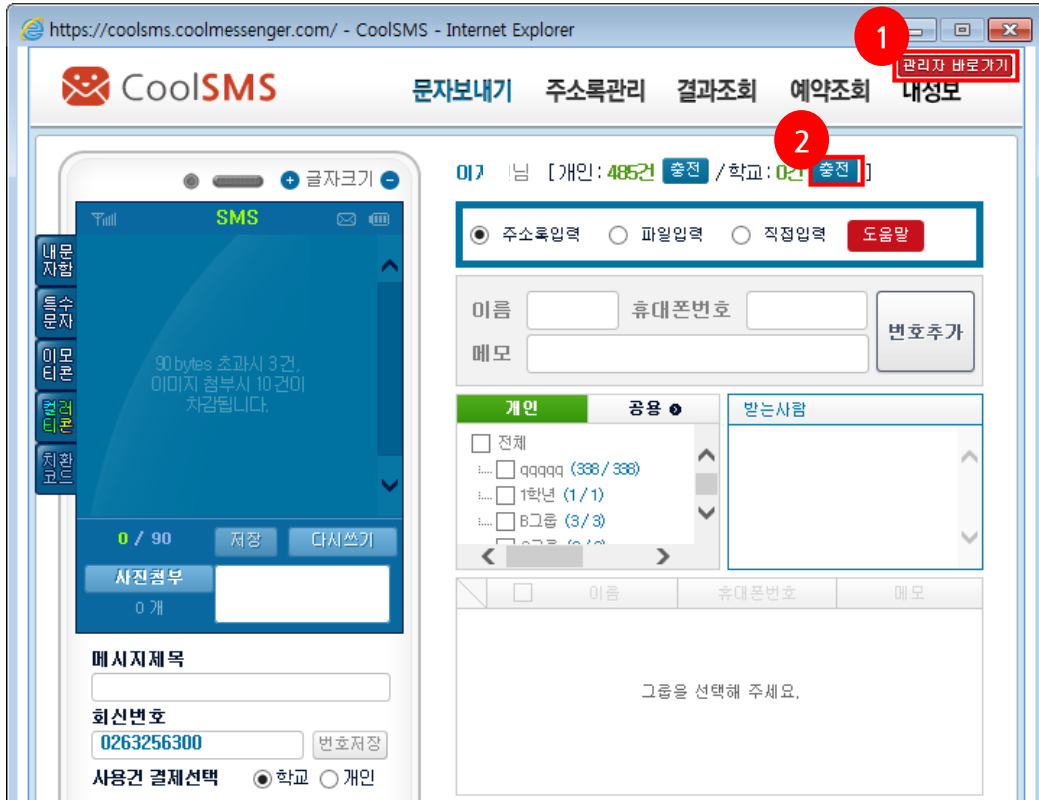 https://coolsms.coolmessenger.com/ - CoolSMS - Internet Explorer
1
관리자 바로가기
CoolSMS
문자보내기 주소록관리 결과조회 예약조회 내정보
2
님 [개인: 485건 충전 / 학교: 0건 충전 ]
글자크기
SMS
주소록입력 파일입력 직접입력 도움말
내문자함
특수문자
이모티콘
컬러티콘
치환코드
90 bytes 초과시 3 건,
이미지 첨부시 10 건이
차감됩니다.
이름 휴대폰번호
메모
번호추가
개인 공용
받는사람
전체
qqqqq (338/338)
1학년 (1/1)
B그룹 (3/3)
0 / 90 저장 다시쓰기
사진첨부
0 개
이름 휴대폰번호 메모
그룹을 선택해 주세요.
메시지제목
회신번호
0263256300 번호저장
사용건 결제선택 학교 개인